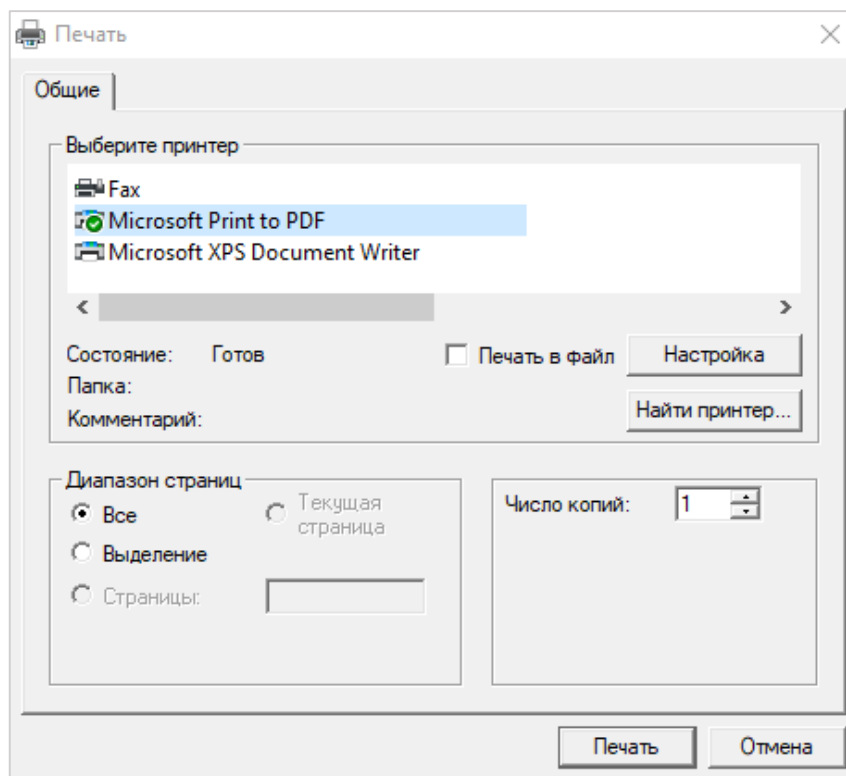 Печать
Общие
Выберите принтер
Fax
Microsoft Print to PDF
Microsoft XPS Document Writer
Состояние: Готов
Печать в файл
Настройка
Папка:
Комментарий:
Найти принтер...
Диапазон страниц
Все
Текущая
страница
Выделение
Страницы:
Число копий: 1
Печать
Отмена